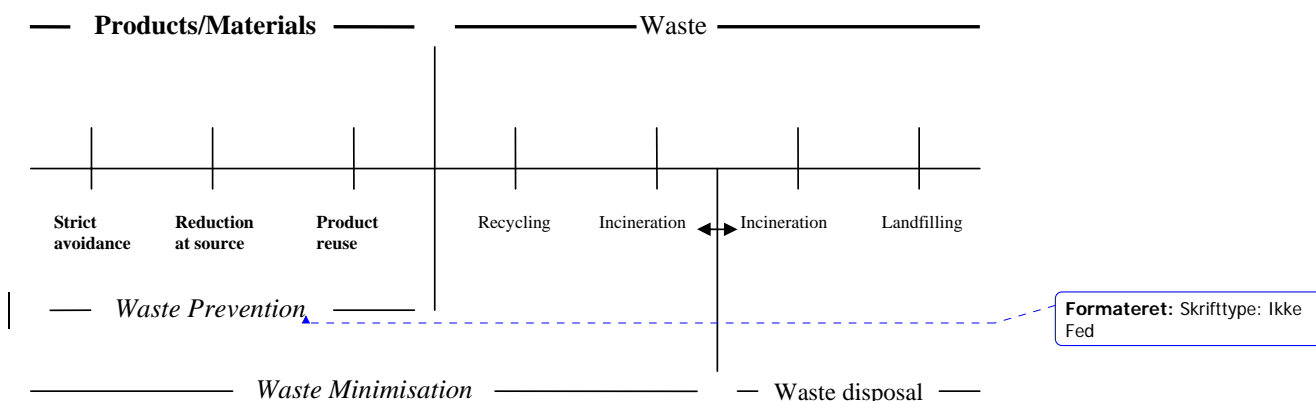 Products/Materials Waste
Strict
avoidance
Reduction
at source
Product
reuse
Recycling
Incineration
Incineration
Landfilling
Waste Prevention
Formateret: Skrifttype: Ikke
Fed
Waste Minimisation Waste disposal